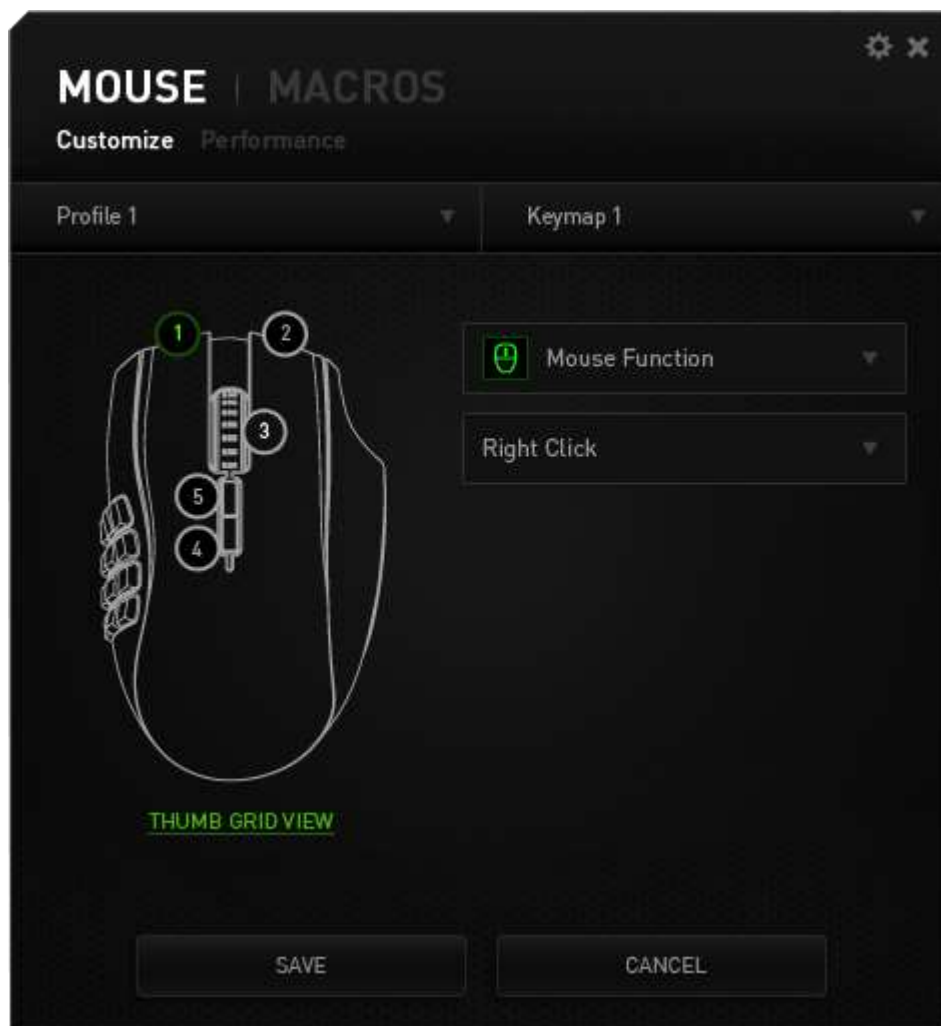 MOUSE | MACROS
Customize Performance
Profile 1 Keymap 1
1 2
Mouse Function
3
Right Click
5
4
THUMB GRID VIEW
SAVE CANCEL